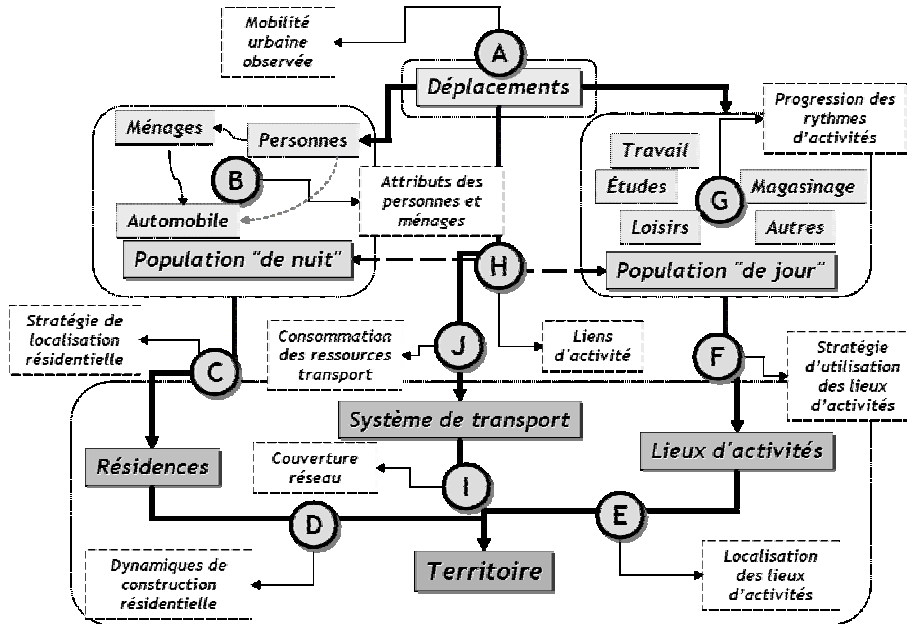 Mobilité
urbaine
observée
A
Déplacements
Progression des
rythmes
d'activités
Ménages
Personnes
B
Automobile
Attributs des
personnes et
ménages
Travail
Études
G
Magasinage
Loisirs
Autres
Population "de nuit"
H
Population "de jour"
Stratégie de
localisation
résidentielle
C
Consommation
des ressources
transport
J
Liens
d'activité
F
Stratégie
d'utilisation
des lieux
d'activités
Système de transport
Résidences
Lieux d'activités
Couverture
réseau
I
D
E
Territoire
Dynamiques de
construction
résidentielle
Localisation
des lieux
d'activités